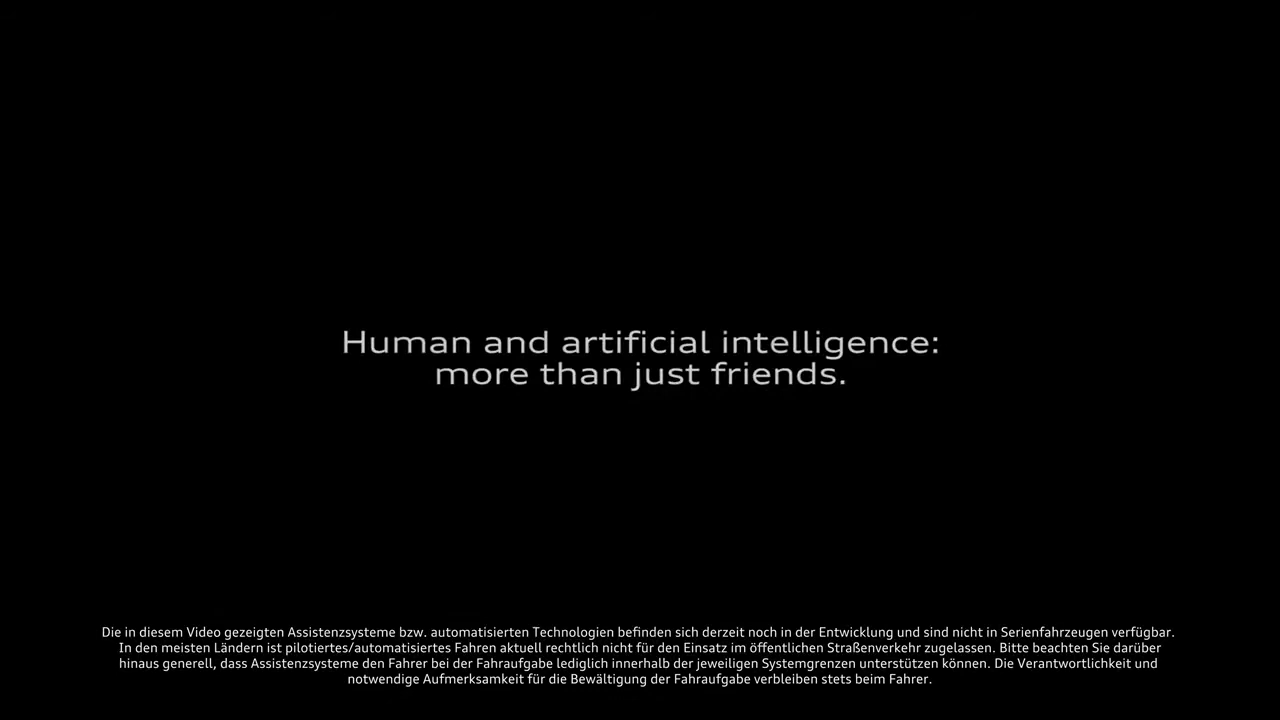 Human and artificial intelligence:
more than just friends.
Die in diesem Video gezeigten Assistenzsysteme bzw. automatisierten Technologien befinden sich derzeit noch in der Entwicklung und sind nicht in Serienfahrzeugen verfügbar.
In den meisten Ländern ist pilotiertes/automatisiertes Fahren aktuell rechtlich nicht für den Einsatz im öffentlichen Straßenverkehr zugelassen. Bitte beachten Sie darüber
hinaus generell, dass Assistenzsysteme den Fahrer bei der Fahraufgabe lediglich innerhalb der jeweiligen Systemgrenzen unterstützen können. Die Verantwortlichkeit und
notwendige Aufmerksamkeit für die Bewältigung der Fahraufgabe verbleiben stets beim Fahrer.